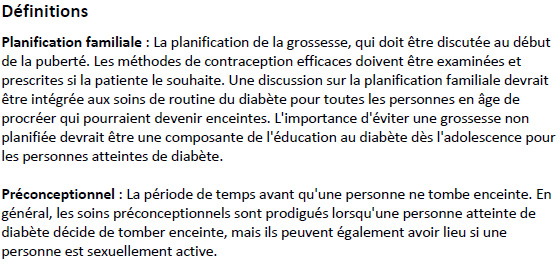 Définitions
Planification familiale : La planification de la grossesse, qui doit être discutée au début
de la puberté. Les méthodes de contraception efficaces doivent être examinées et
prescrites si la patiente le souhaite. Une discussion sur la planification familiale devrait
être intégrée aux soins de routine du diabète pour toutes les personnes en âge de
procréer qui pourraient devenir enceintes. L'importance d'éviter une grossesse non
planifiée devrait être une composante de l'éducation au diabète dès l'adolescence pour
les personnes atteintes de diabète.
Préconceptionnel : La période de temps avant qu'une personne ne tombe enceinte. En
général, les soins préconceptionnels sont prodigués lorsqu'une personne atteinte de
diabète décide de tomber enceinte, mais ils peuvent également avoir lieu si une
personne est sexuellement active.